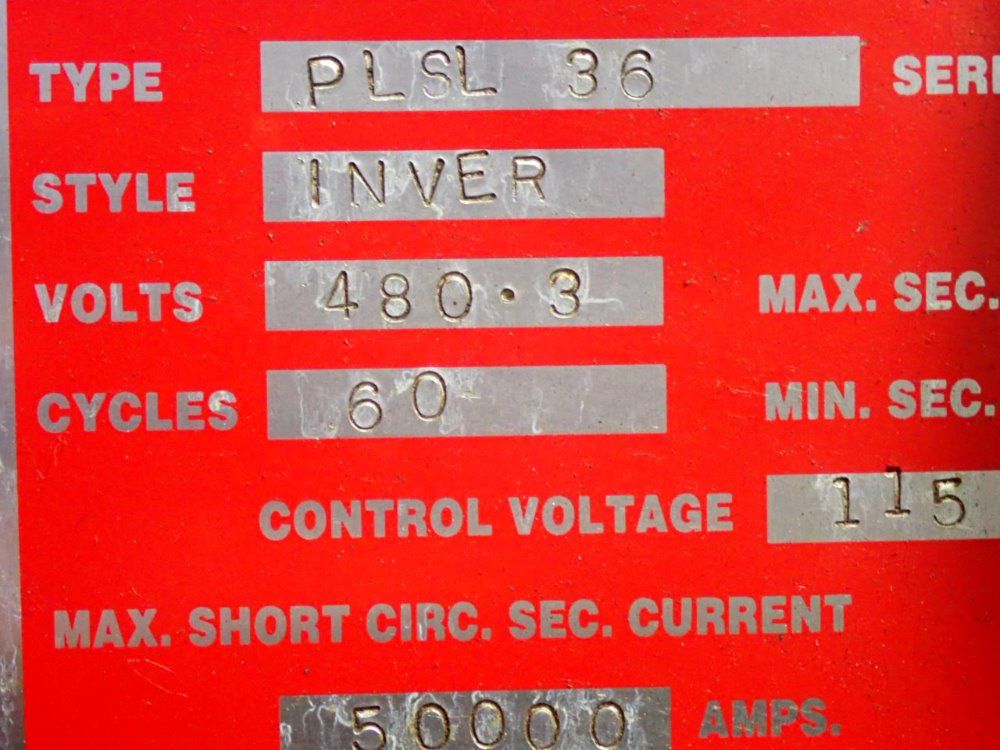 TYPE PLSL 36 SERI
STYLE INVER
VOLTS 480·3 MAX. SEC.
CYCLES 60 MIN. SEC.
CONTROL VOLTAGE 115
MAX. SHORT CIRC. SEC. CURRENT
50000 AMPS.